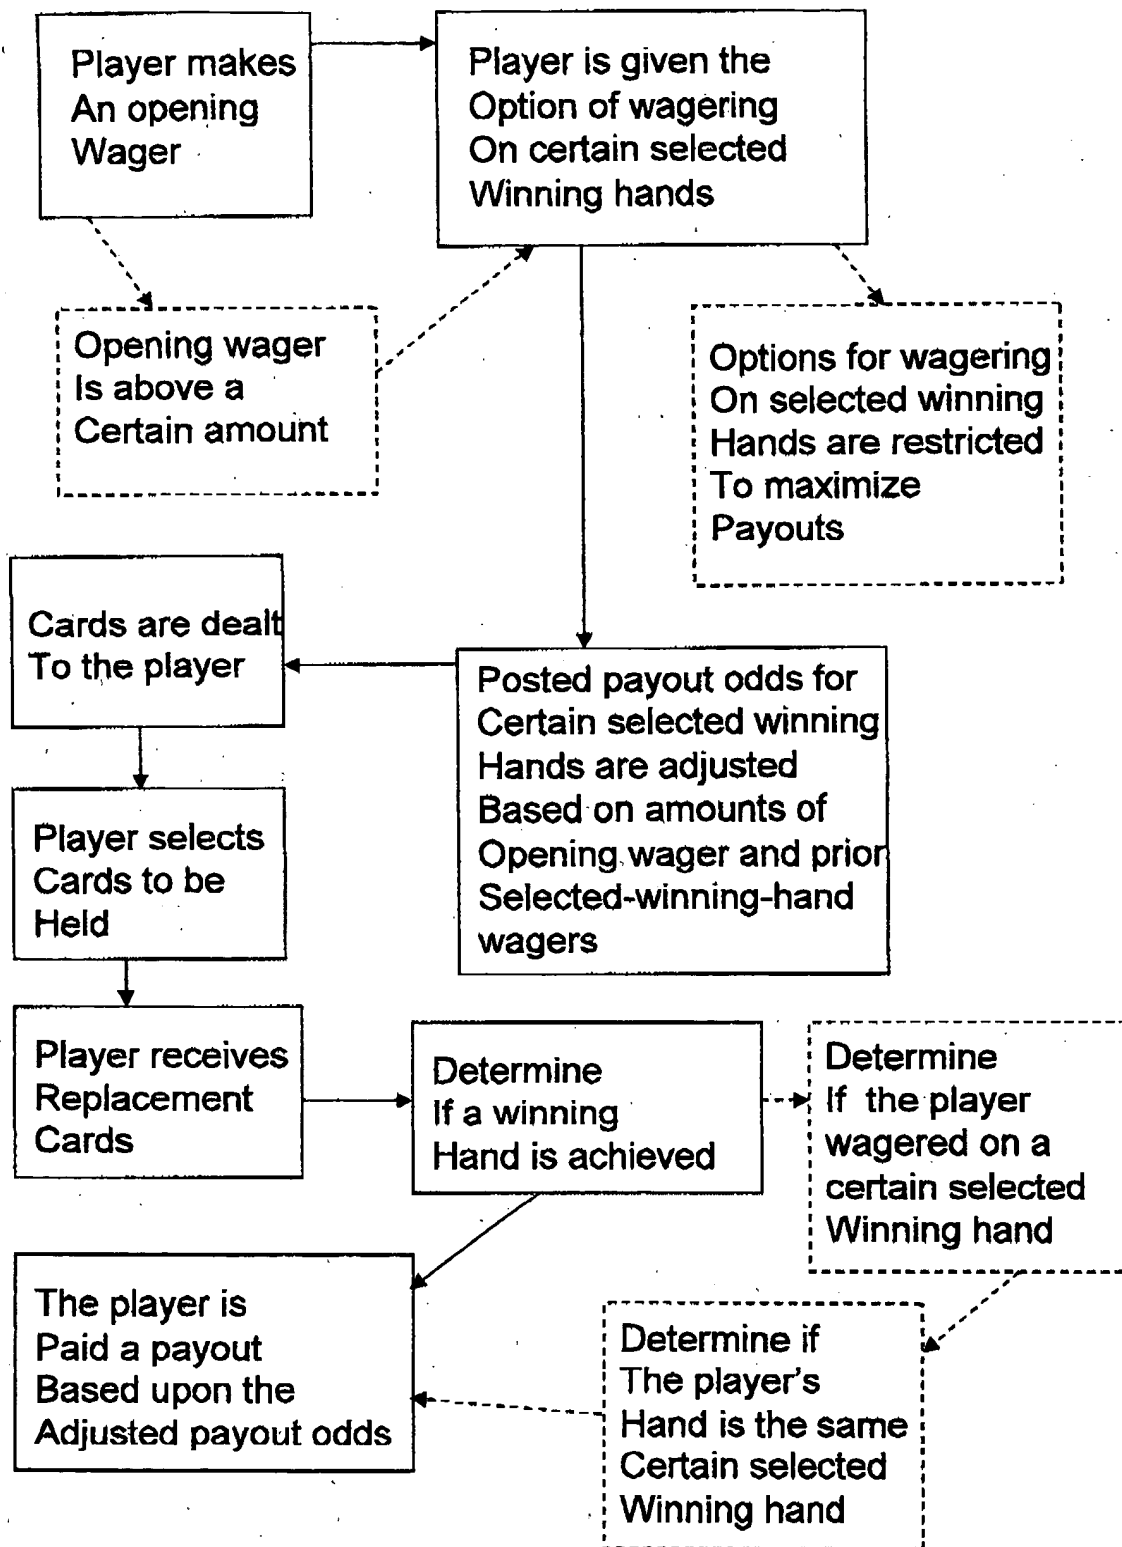 Player makes
An opening
Wager
Player is given the
Option of wagering
On certain selected
Winning hands
Opening wager
Is above a
Certain amount
Options for wagering
On selected winning
Hands are restricted
To maximize
Payouts
Cards are dealt
To the player
Posted payout odds for
Certain selected winning
Hands are adjusted
Based on amounts of
Opening wager and prior
Selected-winning-hand
wagers
Player selects
Cards to be
Held
Player receives
Replacement
Cards
Determine
If a winning
Hand is achieved
Determine
If the player
wagered on a
certain selected
Winning hand
The player is
Paid a payout
Based upon the
Adjusted payout odds
Determine if
The player's
Hand is the same
Certain selected
Winning hand